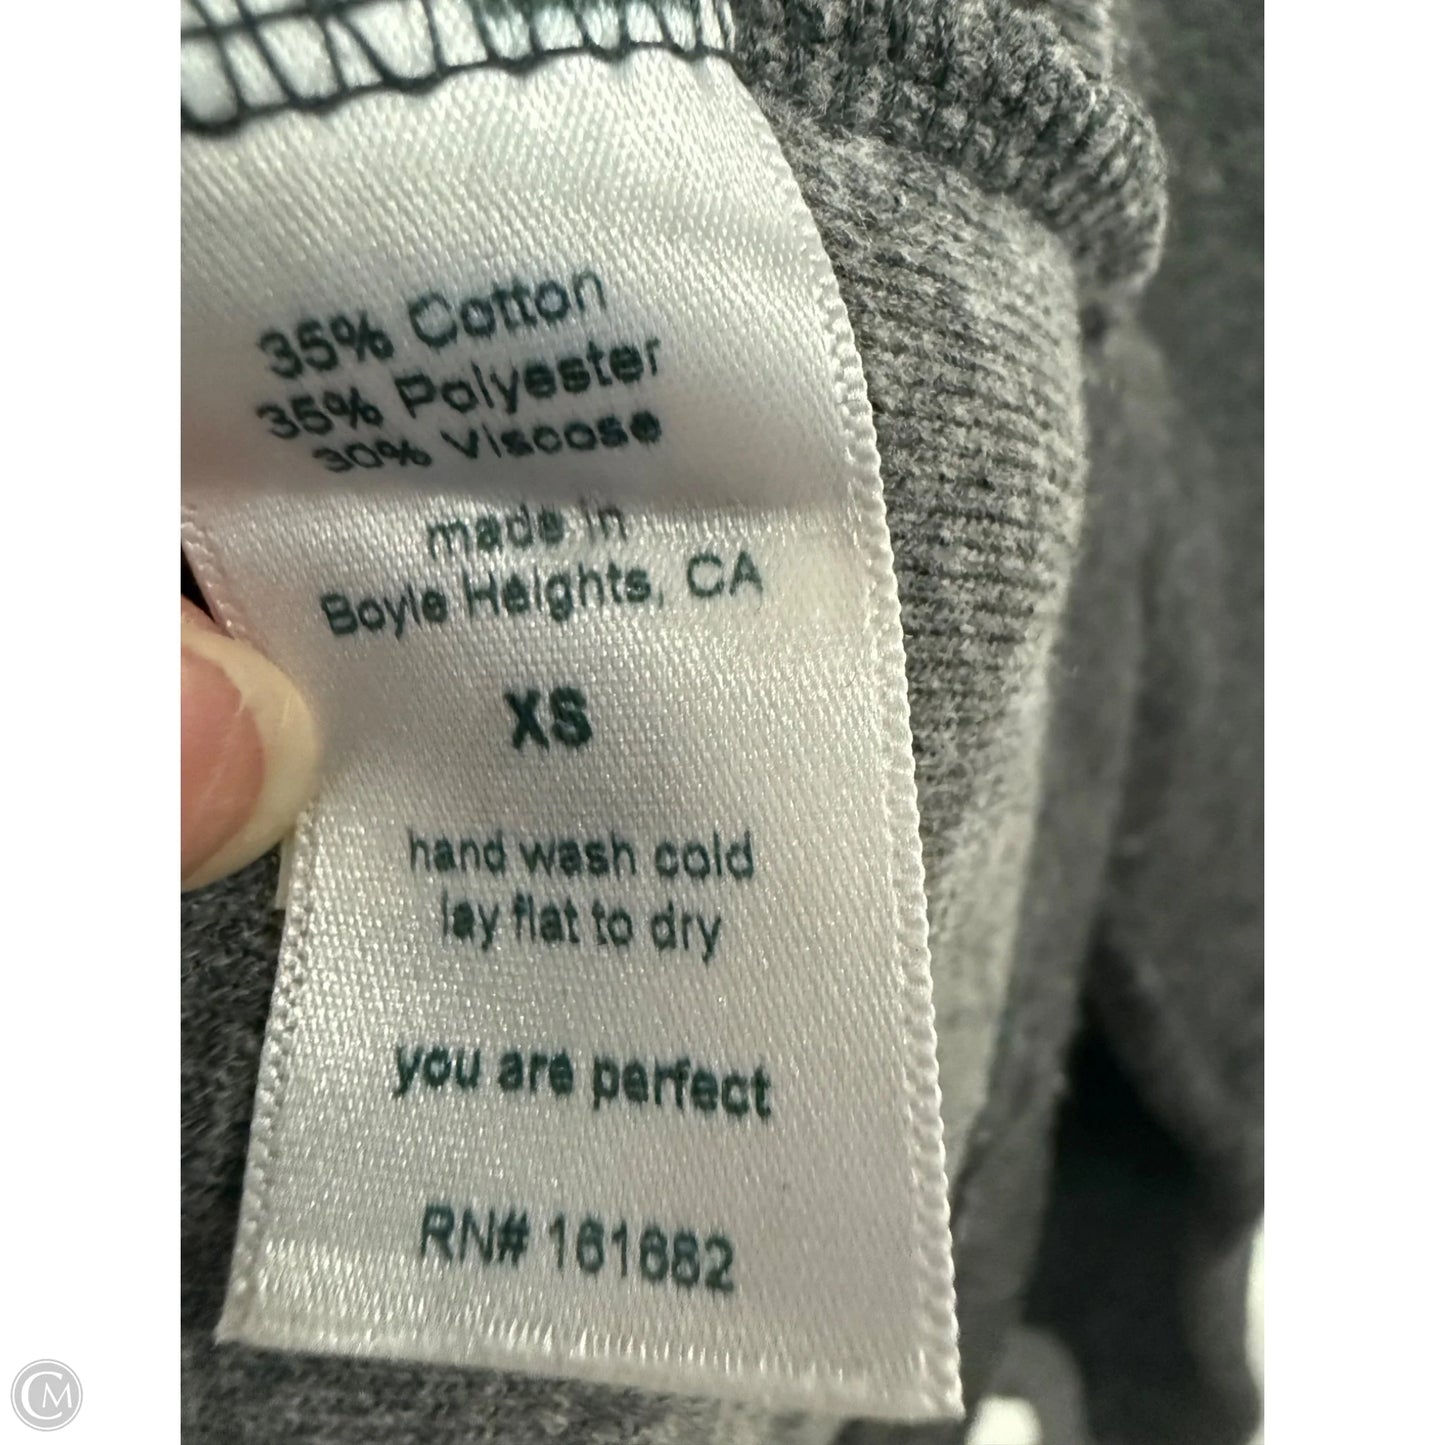 35% Cotton
35% Polyester
30% Viscose
made in
Boyle Heights, CA
XS
hand wash cold
lay flat to dry
you are perfect
RN# 161682
CM